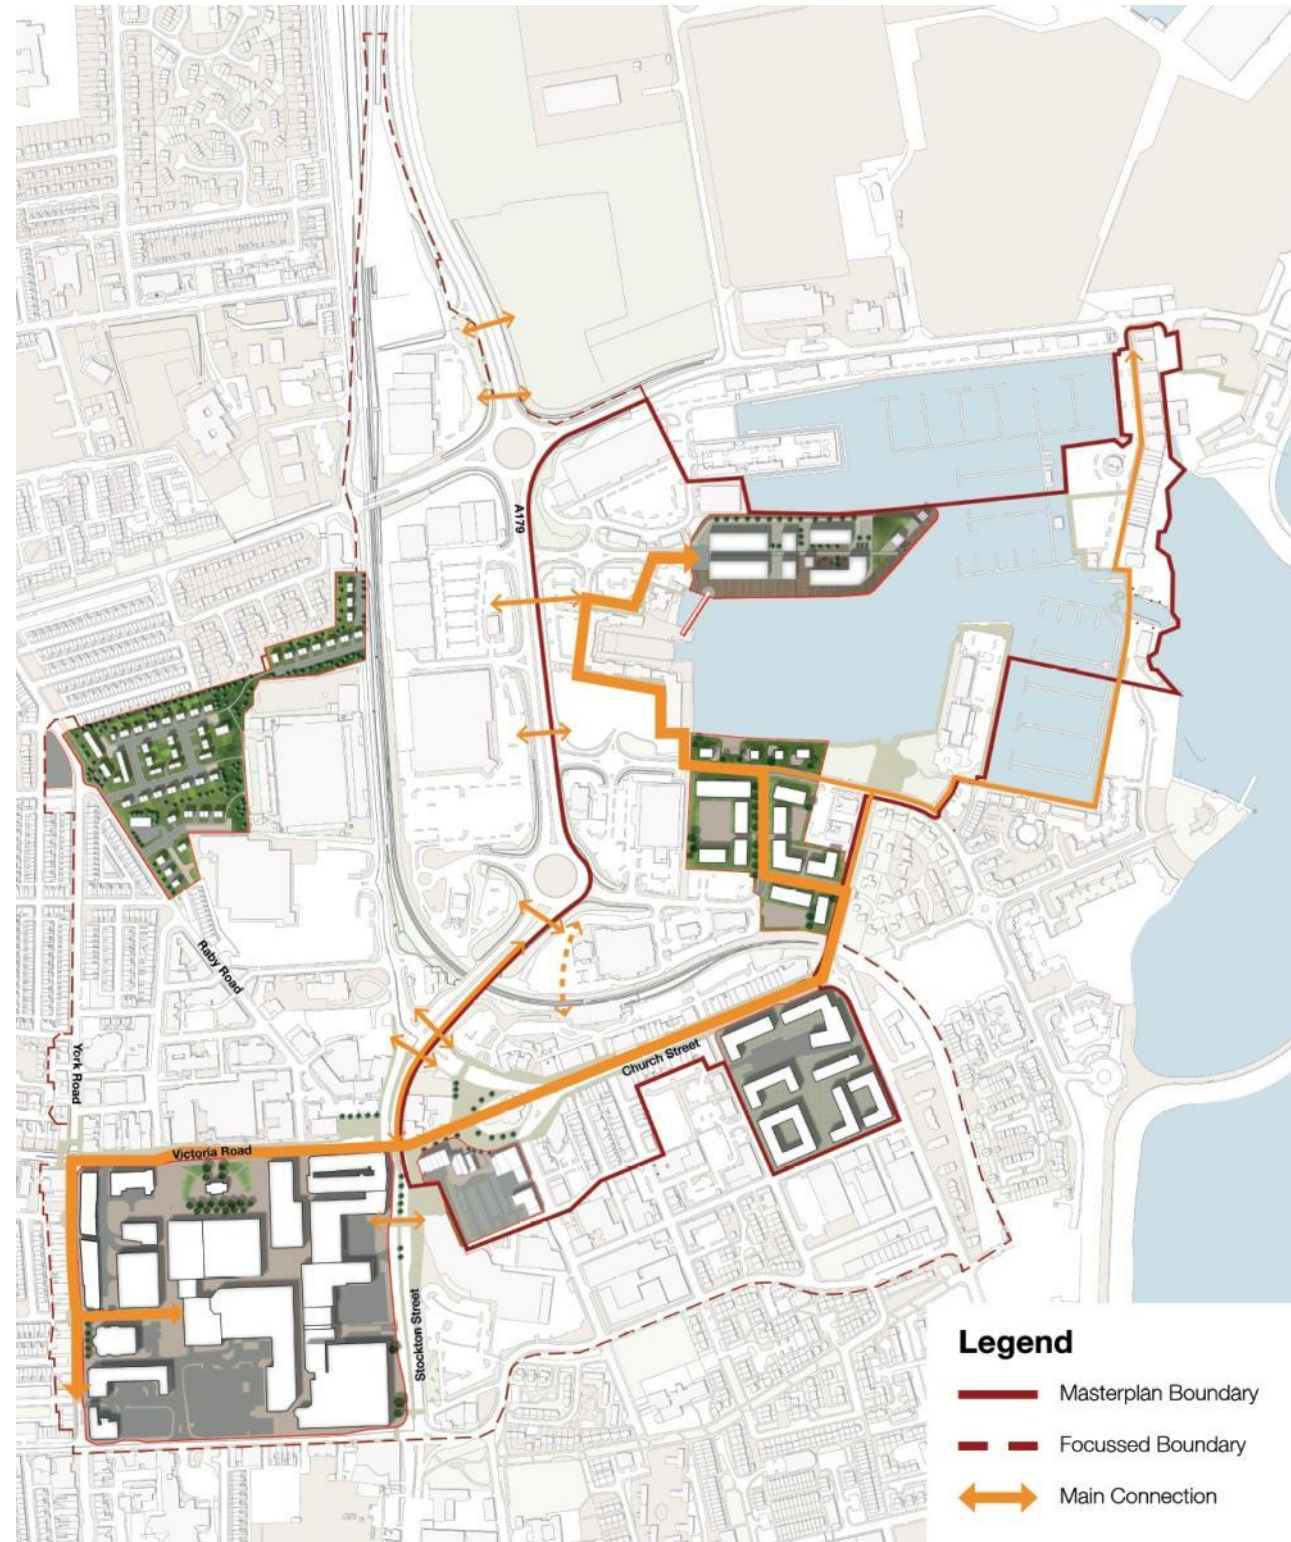 A179
Raby Road
York Road
Church Street
Victoria Road
Stockton Street
Legend
Masterplan Boundary
Focussed Boundary
Main Connection